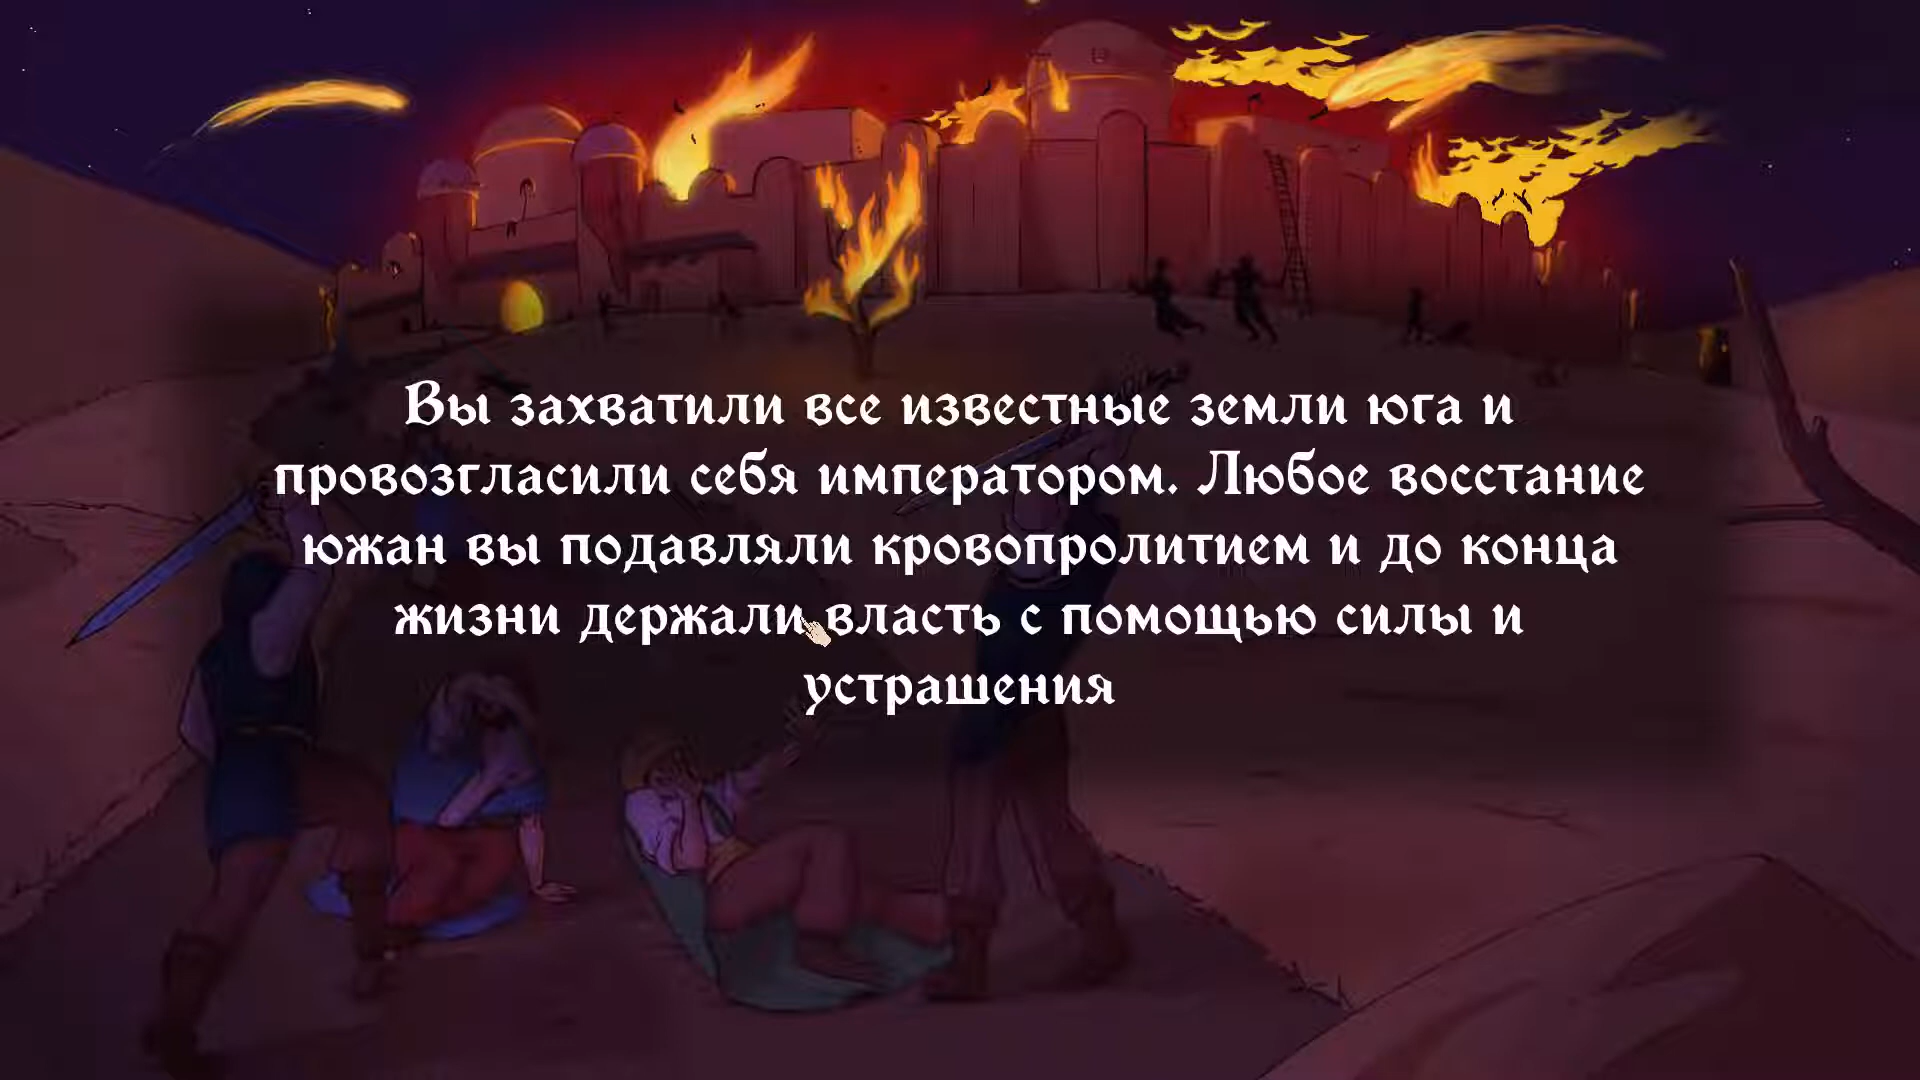 Вы захватили все известные земли юга и
провозгласили себя императором. Любое восстание
южан вы подавляли кровопролитием и до конца
жизни держали власть с помощью силы и
устрашения